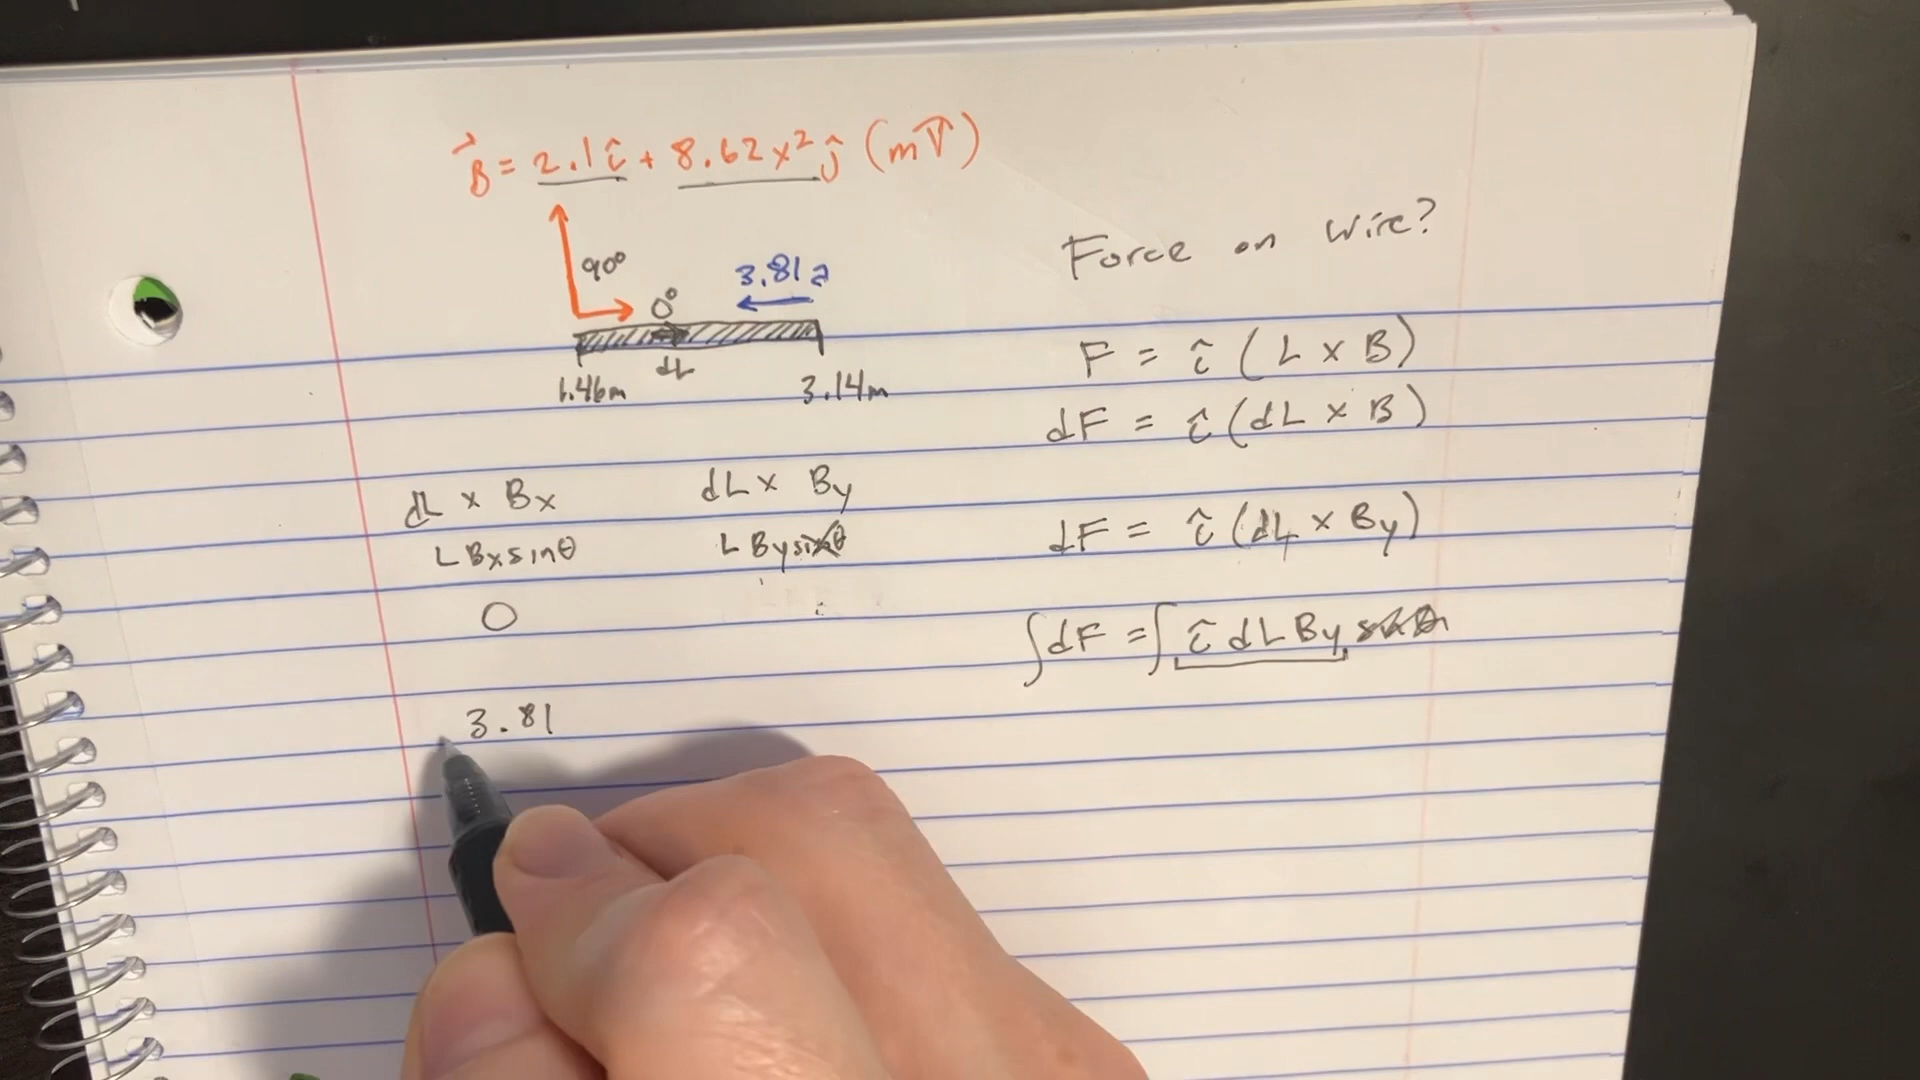 B⃗ = 2.1î + 8.62x²ĵ (mT)
Force on Wire?
90°
0°
3.81a
dL
1.46m
3.14m
F = î (L × B)
dF = î (dL × B)
dL × Bx
dL × By
LBxsinθ
LBysinθ
dF = î (dL × By)
0
∫dF = ∫ î dL By sinθ
3.81